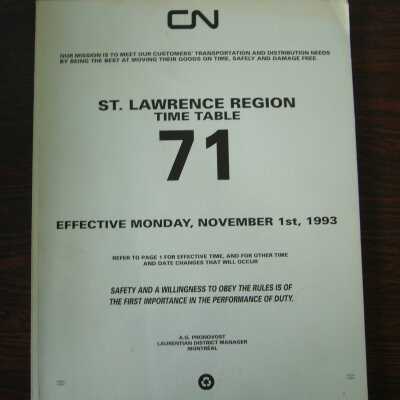 CN
OUR MISSION IS TO MEET OUR CUSTOMERS' TRANSPORTATION AND DISTRIBUTION NEEDS
BY BEING THE BEST AT MOVING THEIR GOODS ON TIME, SAFELY AND DAMAGE FREE.
ST. LAWRENCE REGION
TIME TABLE
71
EFFECTIVE MONDAY, NOVEMBER 1st, 1993
REFER TO PAGE 1 FOR EFFECTIVE TIME, AND FOR OTHER TIME
AND DATE CHANGES THAT WILL OCCUR
SAFETY AND A WILLINGNESS TO OBEY THE RULES IS OF
THE FIRST IMPORTANCE IN THE PERFORMANCE OF DUTY.
A.G. PRONOVOST
LAURENTIAN DISTRICT MANAGER
MONTRÉAL